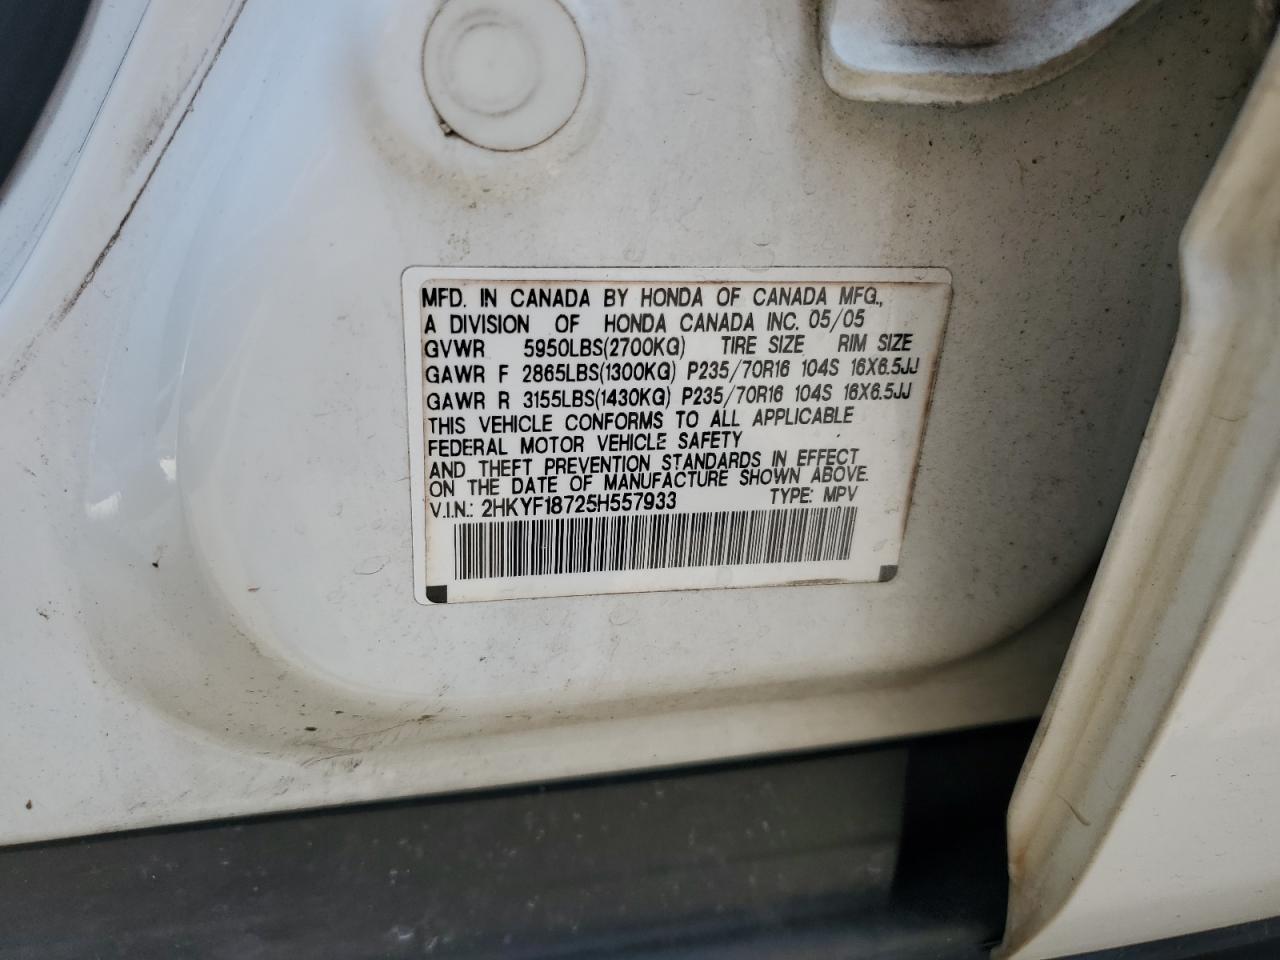 MFD. IN CANADA BY HONDA OF CANADA MFG.,
A DIVISION OF HONDA CANADA INC. 05/05
GVWR 5950LBS(2700KG) TIRE SIZE RIM SIZE
GAWR F 2865LBS(1300KG) P235/70R16 104S 16X6.5JJ
GAWR R 3155LBS(1430KG) P235/70R16 104S 16X6.5JJ
THIS VEHICLE CONFORMS TO ALL APPLICABLE
FEDERAL MOTOR VEHICLE SAFETY
AND THEFT PREVENTION STANDARDS IN EFFECT
ON THE DATE OF MANUFACTURE SHOWN ABOVE.
V.I.N.: 2HKYF18725H557933 TYPE: MPV